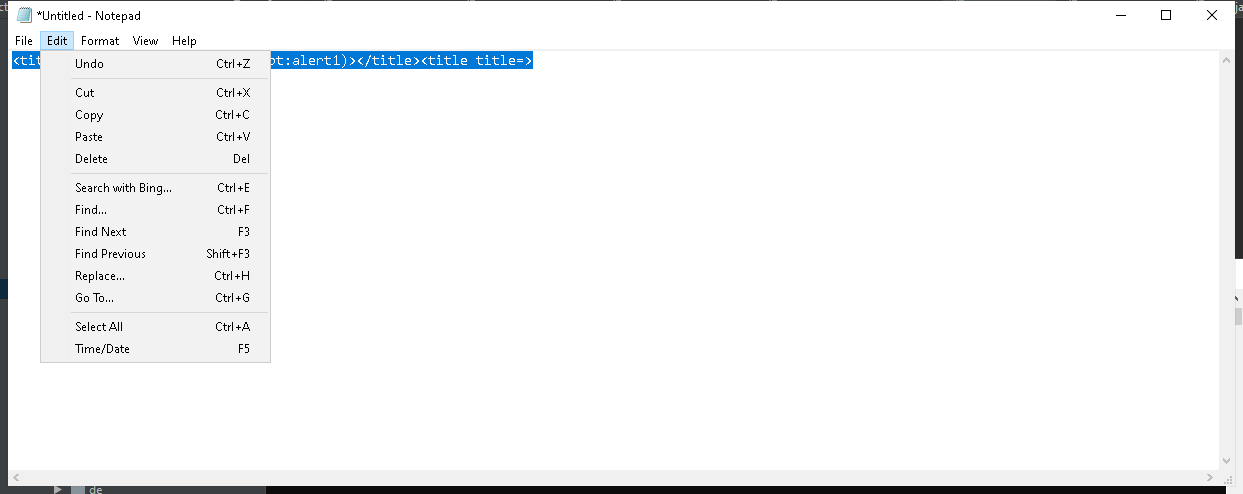 *Untitled - Notepad
File Edit Format View Help
<tit pt:alert1)></title><title title=>
Undo Ctrl+Z
Cut Ctrl+X
Copy Ctrl+C
Paste Ctrl+V
Delete Del
Search with Bing... Ctrl+E
Find... Ctrl+F
Find Next F3
Find Previous Shift+F3
Replace... Ctrl+H
Go To... Ctrl+G
Select All Ctrl+A
Time/Date F5
de